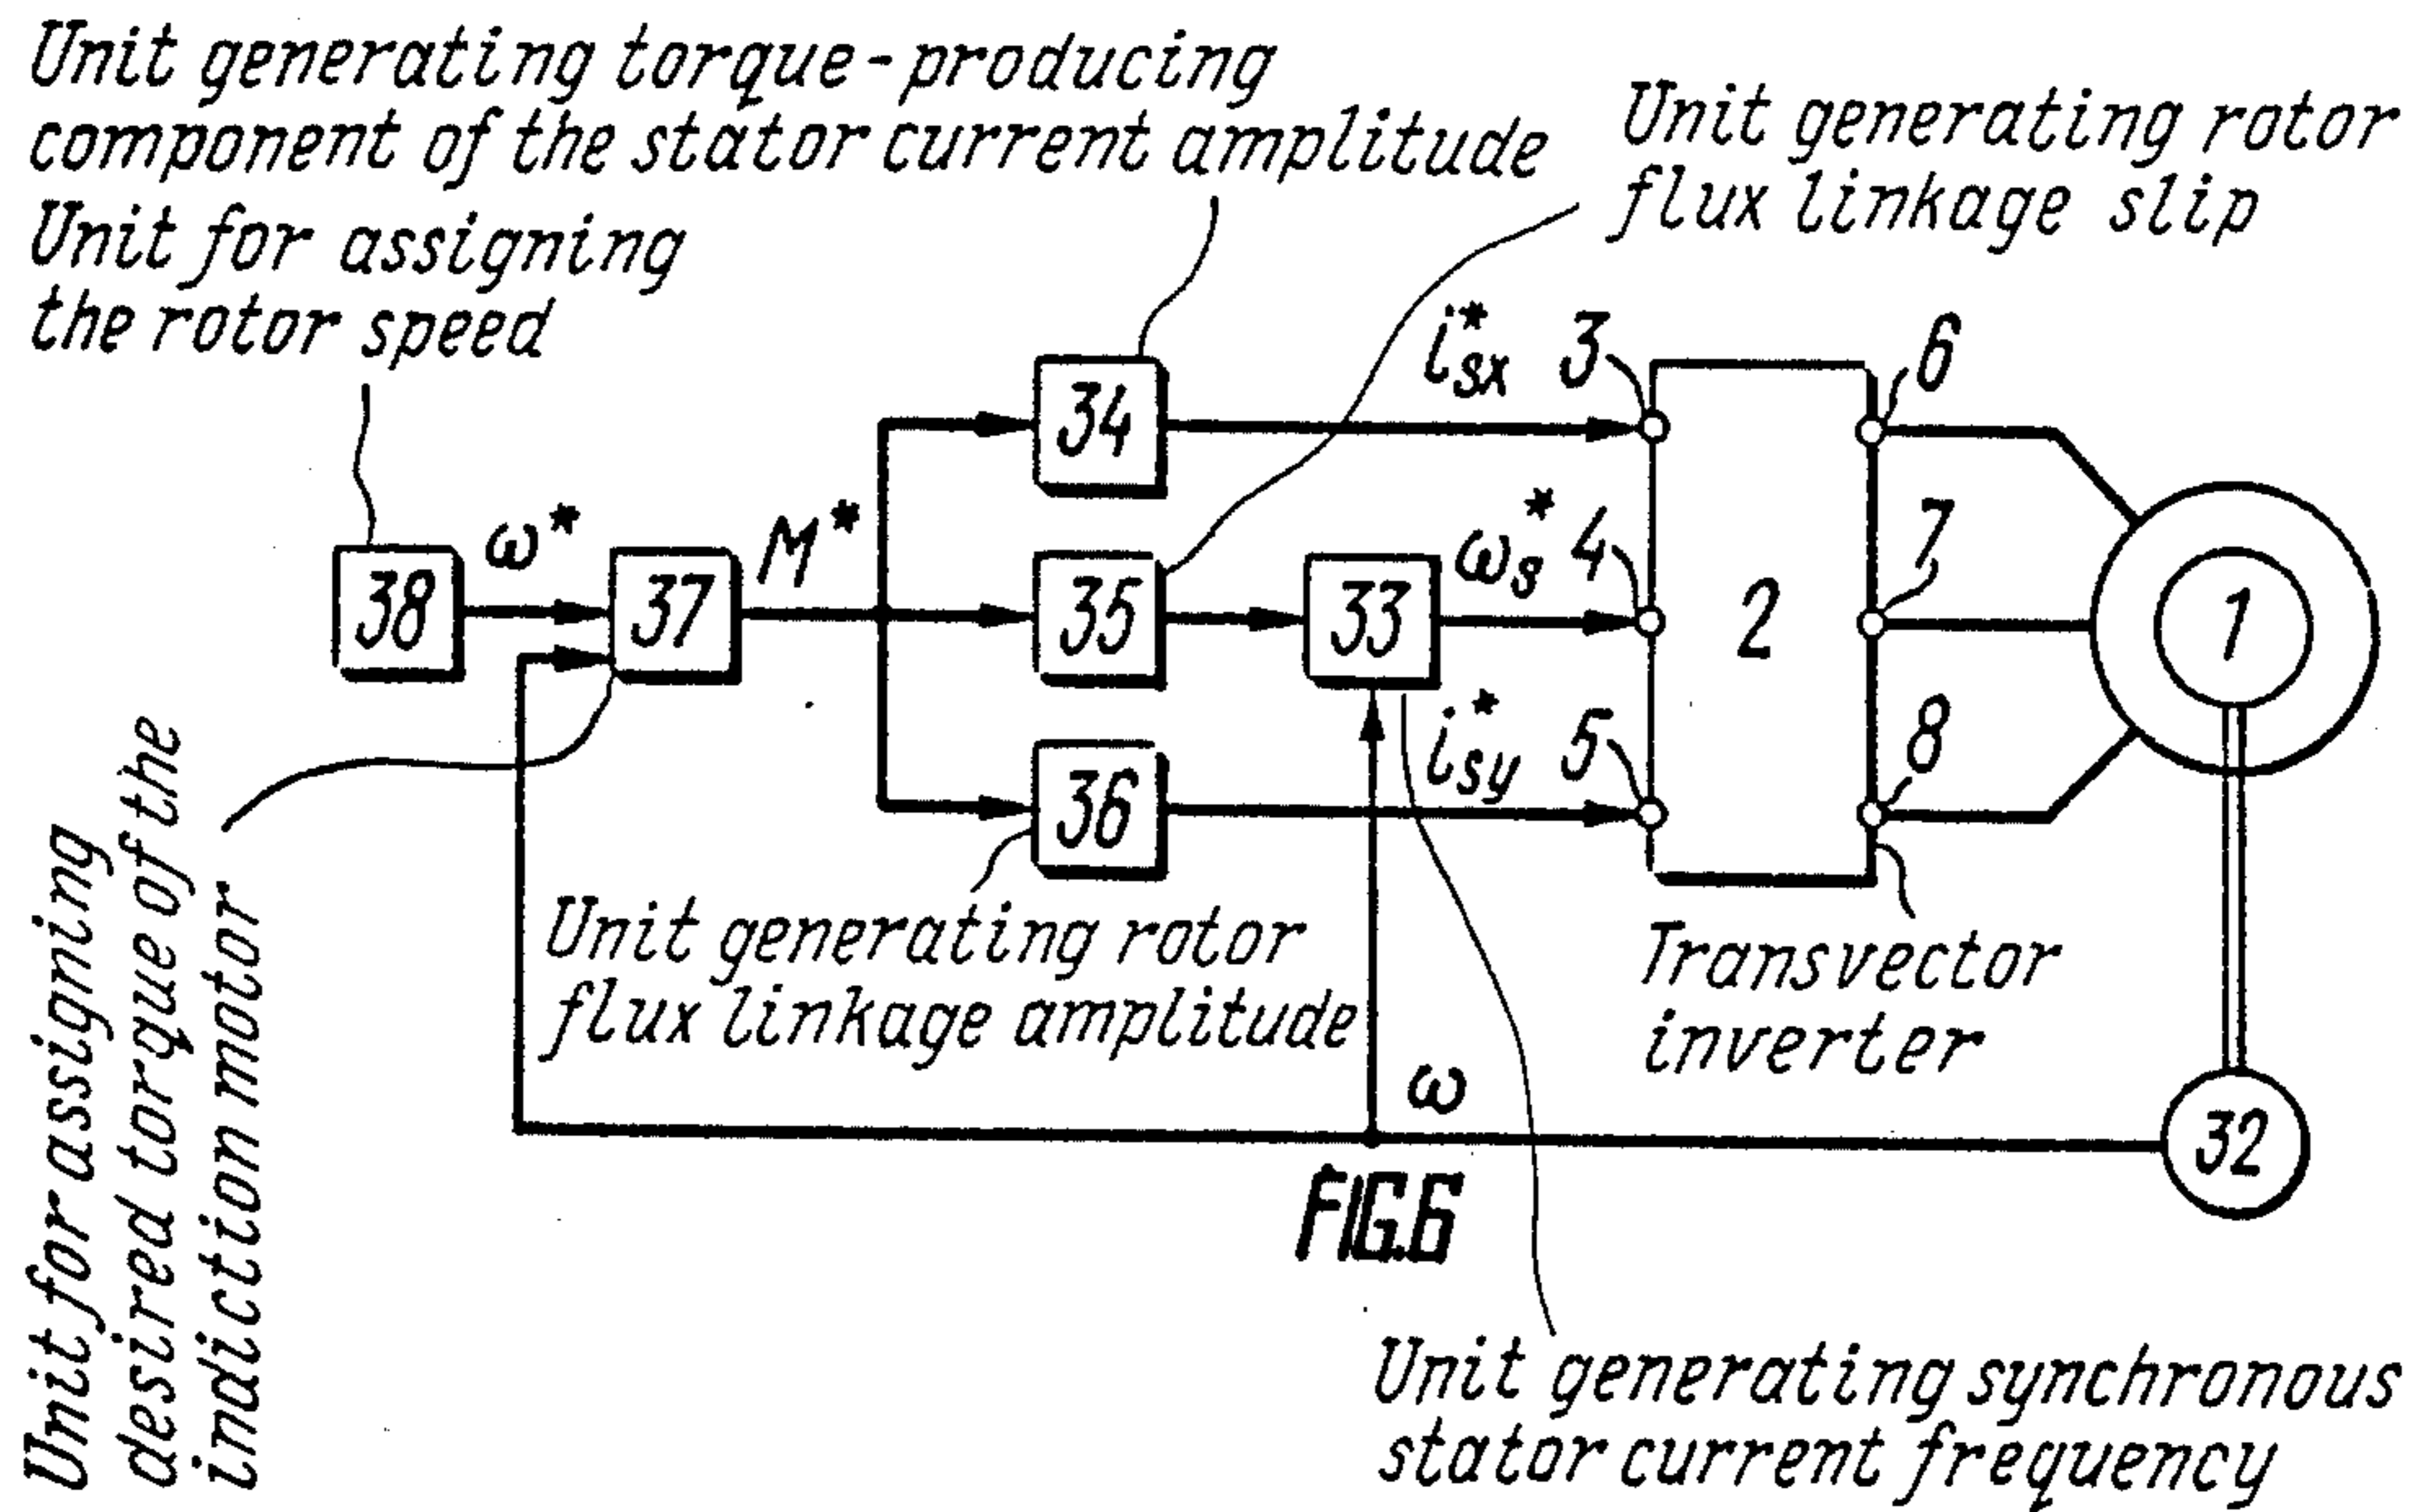 Unit generating torque-producing
component of the stator current amplitude
Unit for assigning
the rotor speed
Unit generating rotor
flux linkage slip
i*sx 3
6
34
ω*
M*
ω*s 4
7
38
37
35
33
2
1
i*sy 5
8
36
Unit for assigning
desired torque of the
indiction motor
Unit generating rotor
flux linkage amplitude
Transvector
inverter
ω
32
FIG.6
Unit generating synchronous
stator current frequency